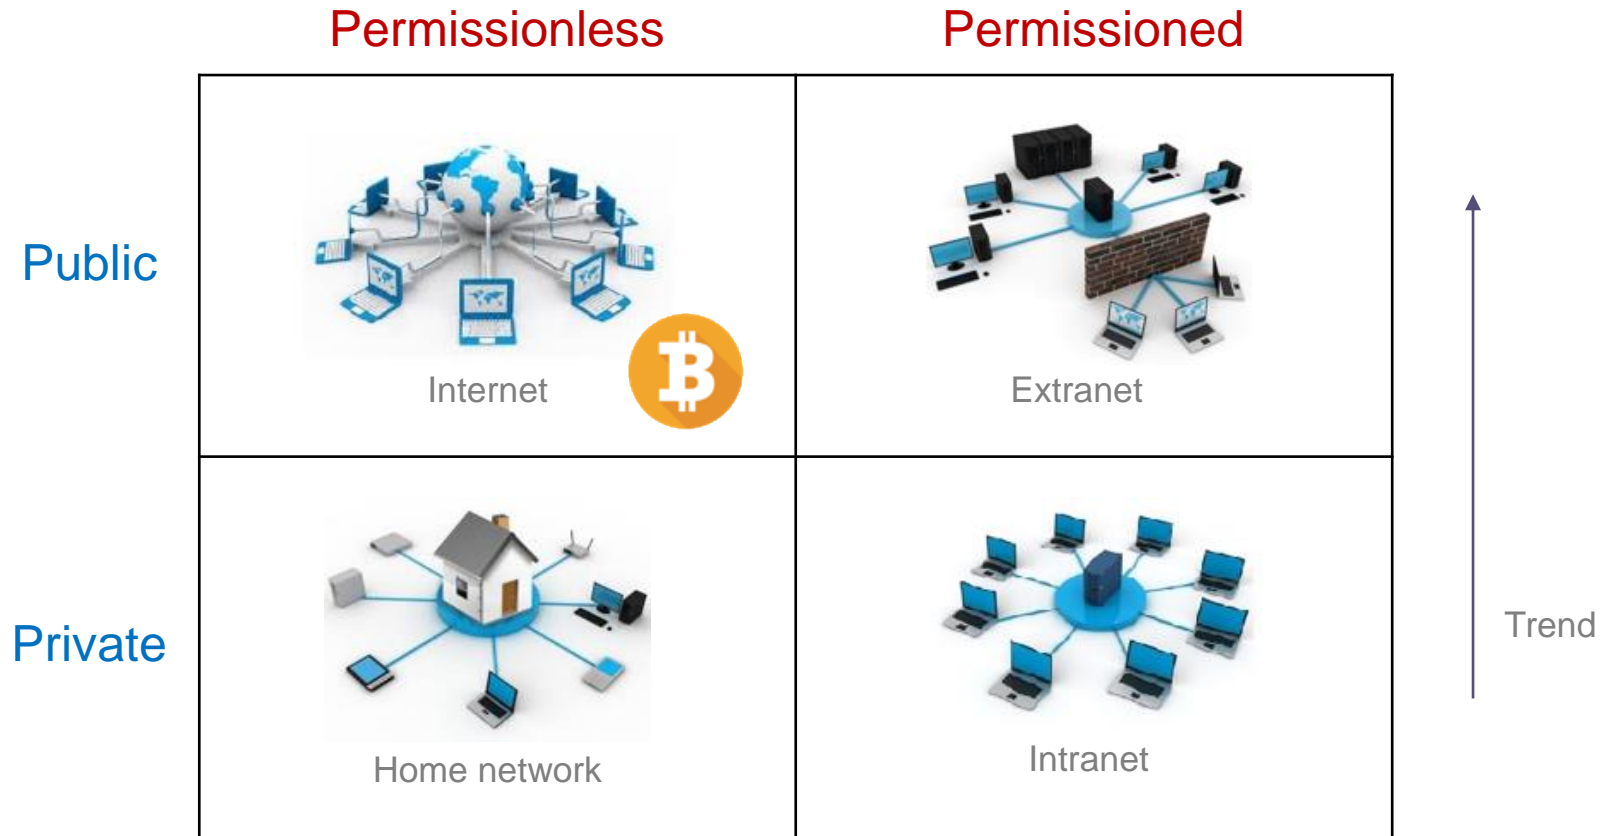 Permissionless
Permissioned
Public
Internet
Extranet
Private
Home network
Intranet
Trend